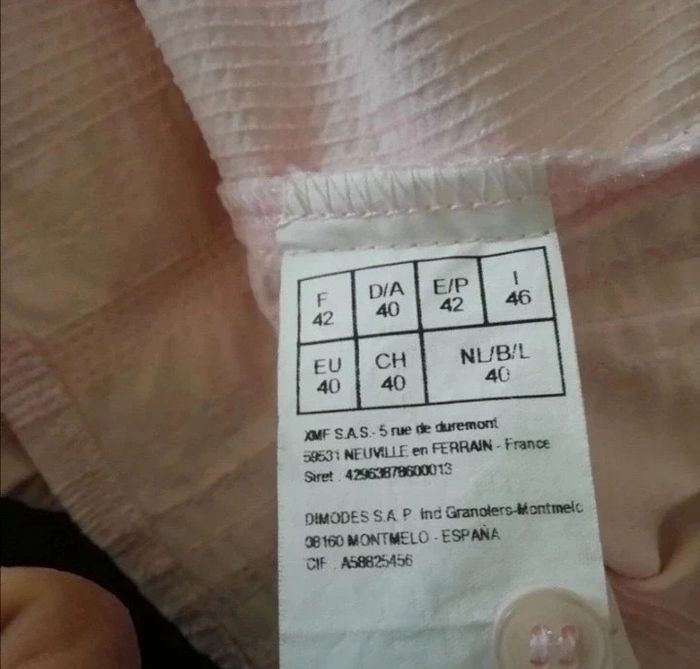 F D/A E/P I
42 40 42 46
EU CH NL/B/L
40 40 40
XMF S.A.S.- 5 rue de duremont
59531 NEUVILLE en FERRAIN - France
Siret . 42963878600013
DIMODES S.A. P. Ind Granolers-Montmelo
08160 MONTMELO - ESPAÑA
CIF . A58825456